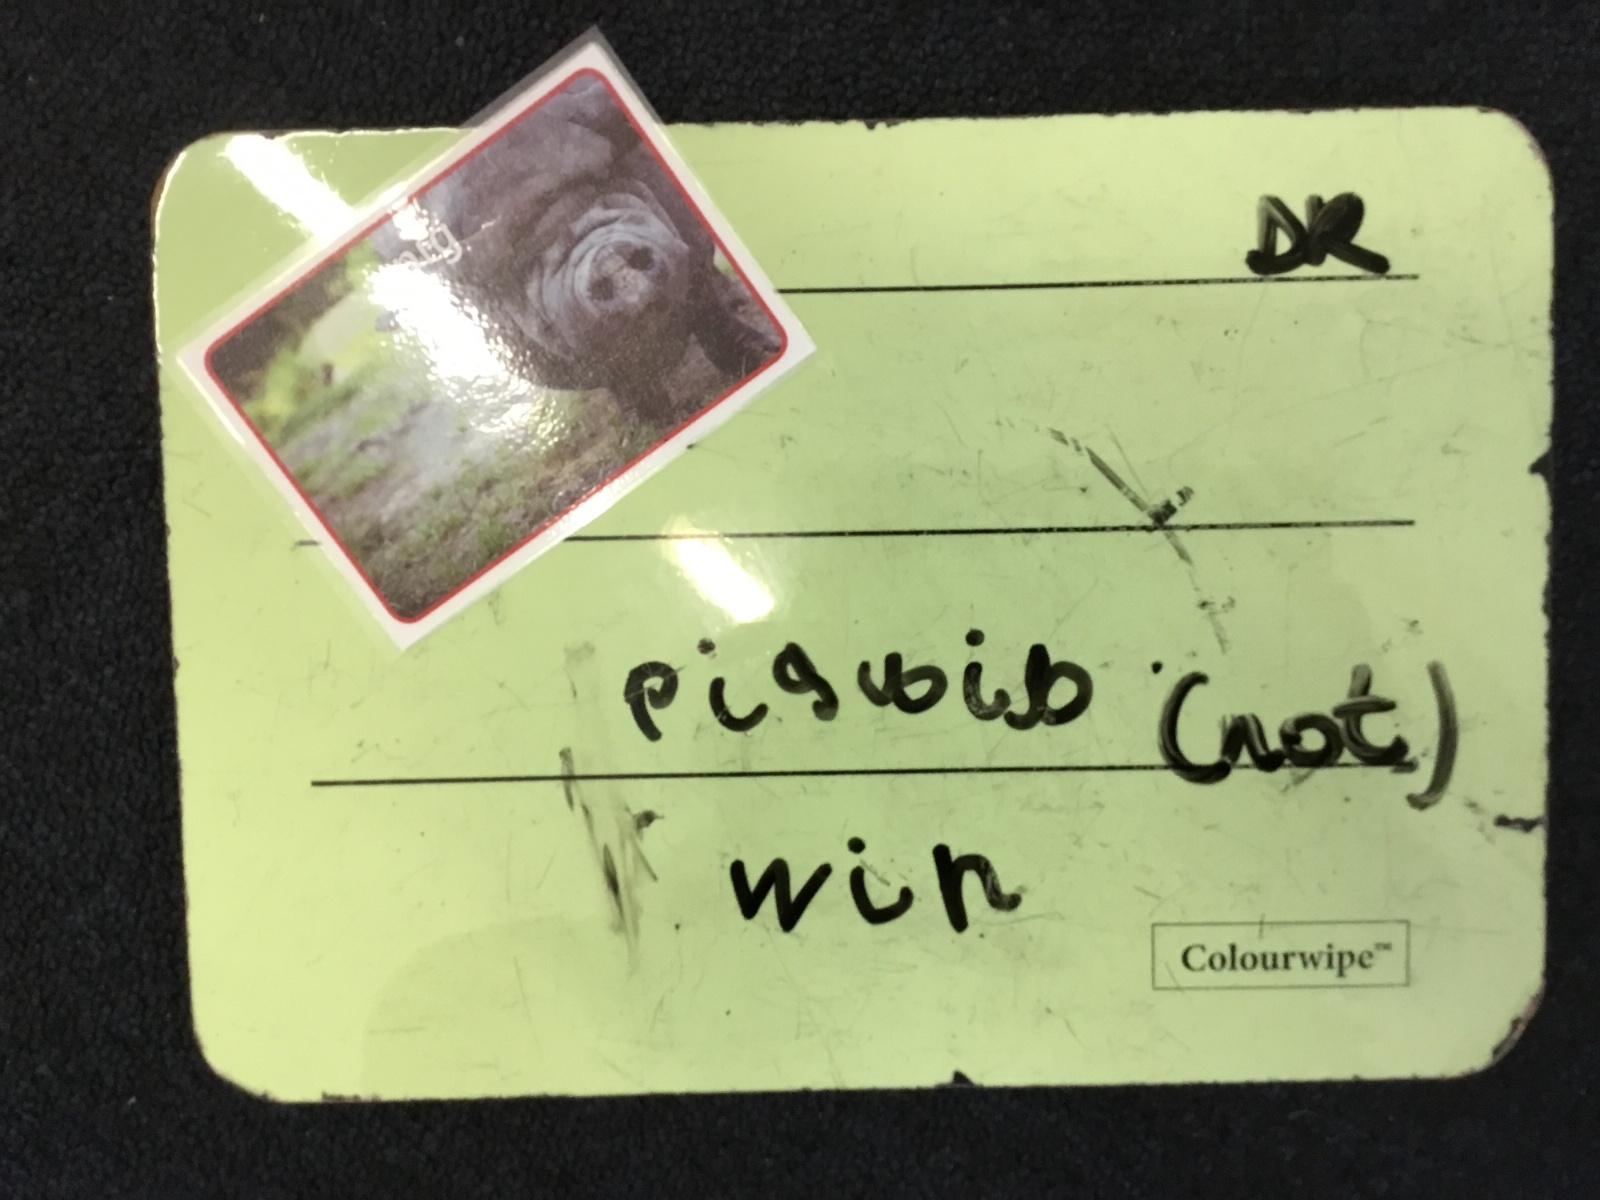 DR
pigwib (not)
win
Colourwipe™